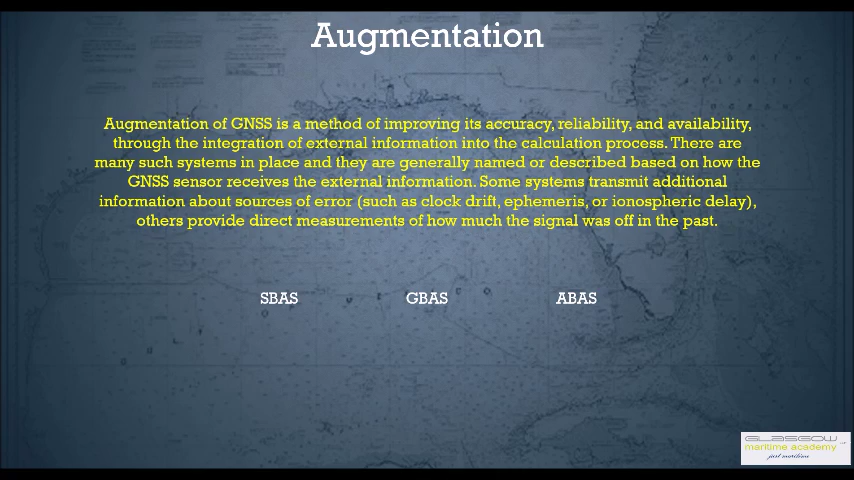 Augmentation
Augmentation of GNSS is a method of improving its accuracy, reliability, and availability,
through the integration of external information into the calculation process. There are
many such systems in place and they are generally named or described based on how the
GNSS sensor receives the external information. Some systems transmit additional
information about sources of error (such as clock drift, ephemeris, or ionospheric delay),
others provide direct measurements of how much the signal was off in the past.
SBAS GBAS ABAS
GLASGOW
maritime academy
just maritime